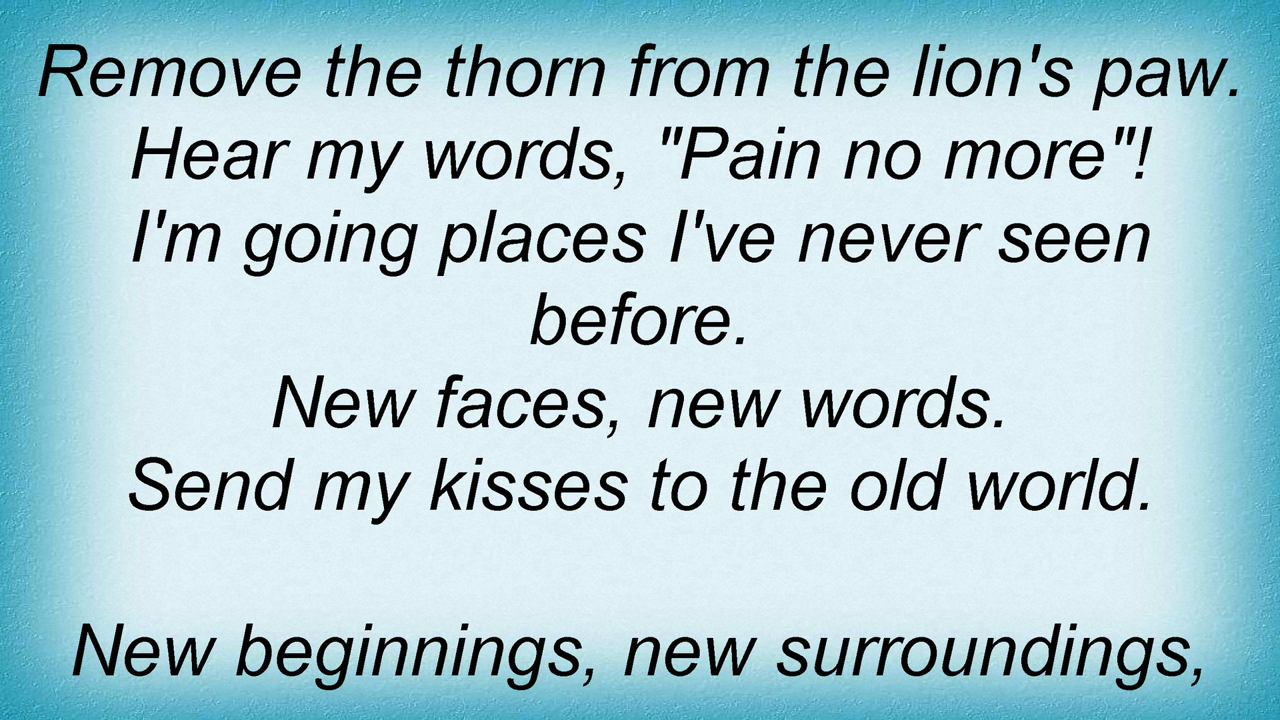 Remove the thorn from the lion's paw.
Hear my words, "Pain no more"!
I'm going places I've never seen
before.
New faces, new words.
Send my kisses to the old world.
New beginnings, new surroundings,